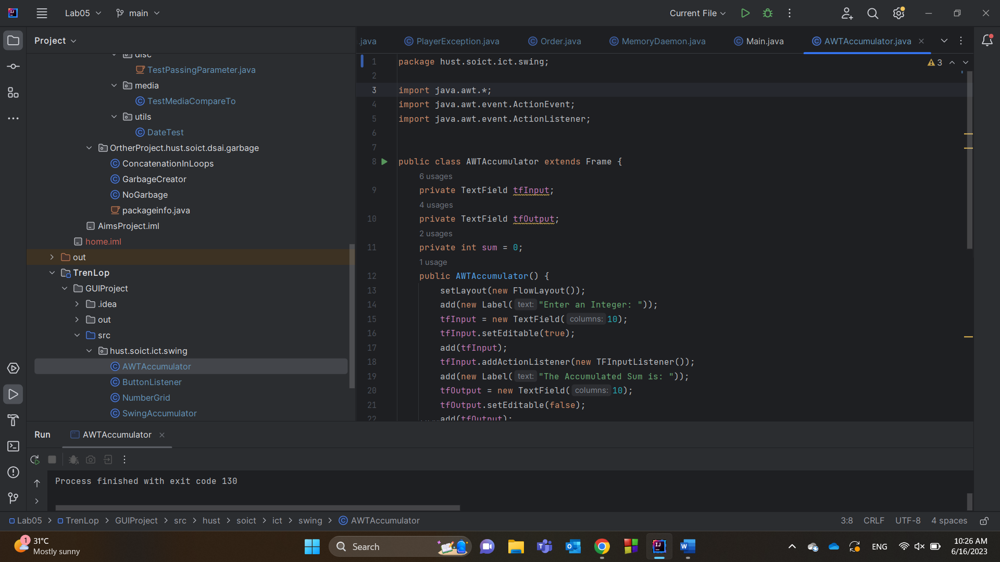 Lab05
main
Current File
Project
.java
PlayerException.java
Order.java
MemoryDaemon.java
Main.java
AWTAccumulator.java
disc
TestPassingParameter.java
media
TestMediaCompareTo
utils
DateTest
OrtherProject.hust.soict.dsai.garbage
ConcatenationInLoops
GarbageCreator
NoGarbage
packageinfo.java
AimsProject.iml
home.iml
out
TrenLop
GUIProject
.idea
out
src
hust.soict.ict.swing
AWTAccumulator
ButtonListener
NumberGrid
SwingAccumulator
3
1 package hust.soict.ict.swing;
2
3 import java.awt.*;
4 import java.awt.event.ActionEvent;
5 import java.awt.event.ActionListener;
6
7
8 public class AWTAccumulator extends Frame {
6 usages
9 private TextField tfInput;
4 usages
10 private TextField tfOutput;
2 usages
11 private int sum = 0;
1 usage
12 public AWTAccumulator() {
13 setLayout(new FlowLayout());
14 add(new Label( text: "Enter an Integer: "));
15 tfInput = new TextField( columns: 10);
16 tfInput.setEditable(true);
17 add(tfInput);
18 tfInput.addActionListener(new TFInputListener());
19 add(new Label( text: "The Accumulated Sum is: "));
20 tfOutput = new TextField( columns: 10);
21 tfOutput.setEditable(false);
22 add(tfOutput);
Run
AWTAccumulator
Process finished with exit code 130
Lab05 > TrenLop > GUIProject > src > hust > soict > ict > swing > AWTAccumulator
3:8 CRLF UTF-8 4 spaces
1
31°C
Mostly sunny
Search
ENG
10:26 AM
6/16/2023